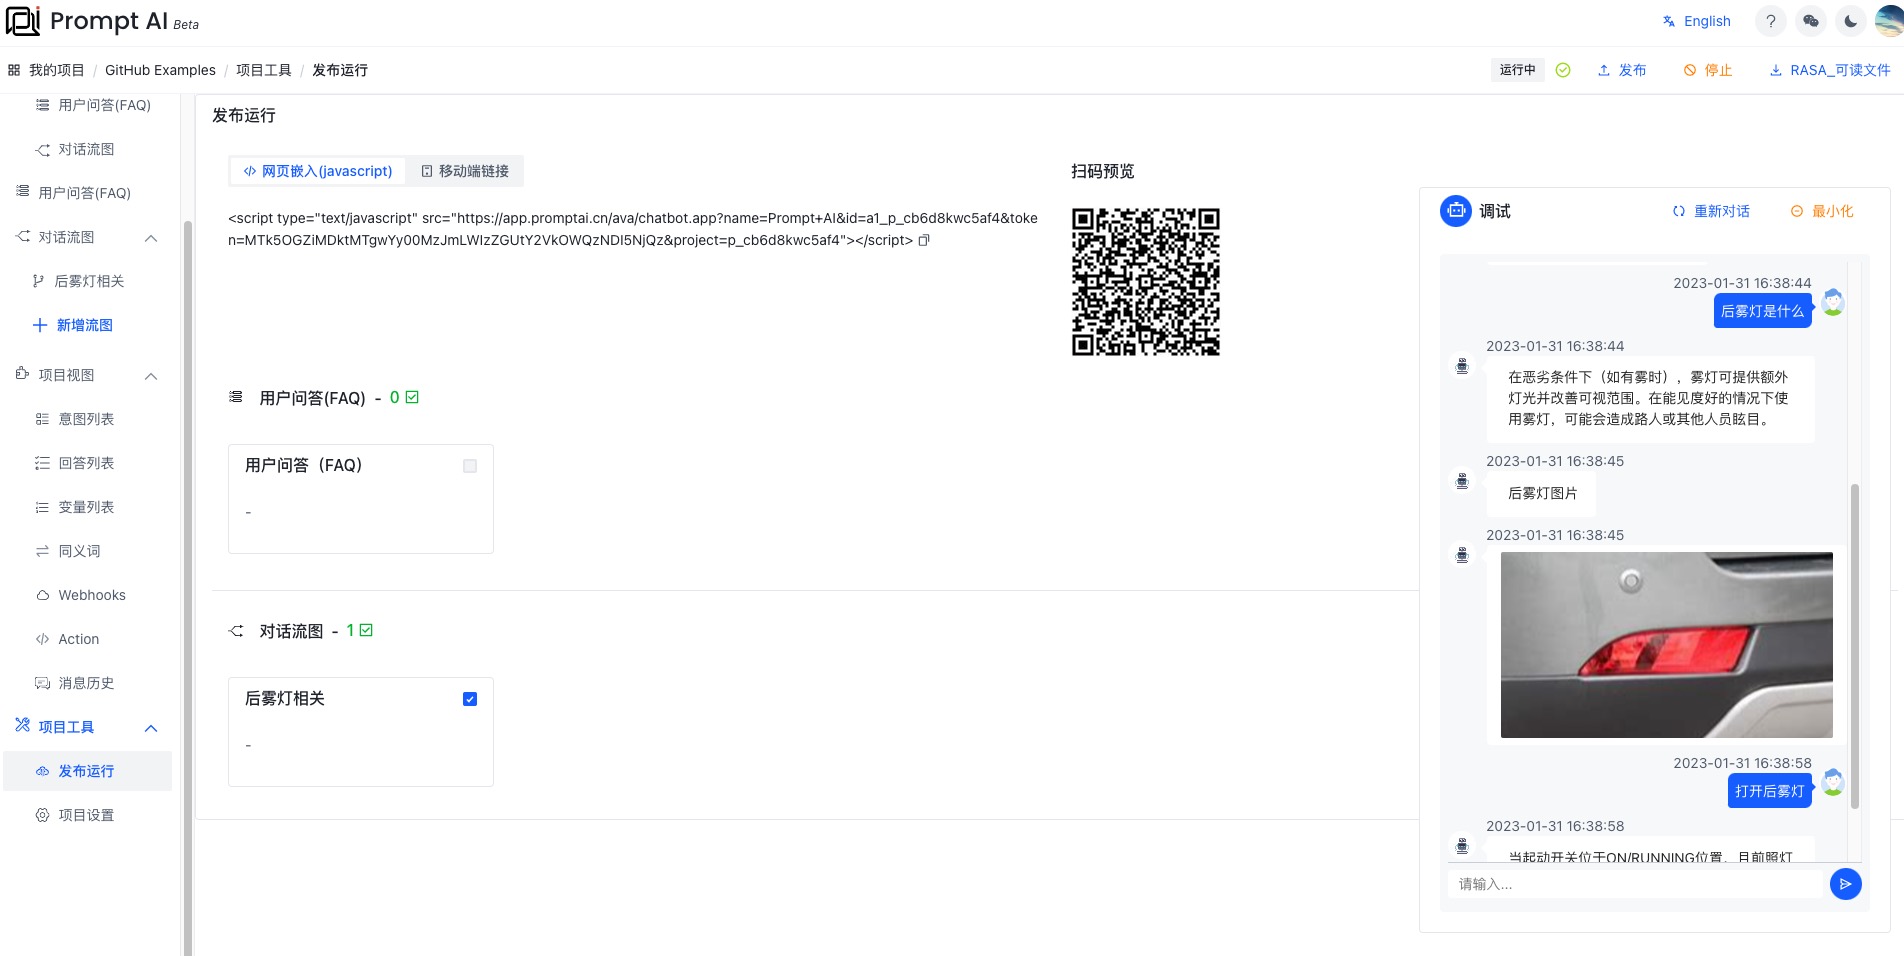 Prompt AI Beta
English
?
我的项目 / GitHub Examples / 项目工具 / 发布运行
运行中
发布
停止
RASA_可读文件
用户问答(FAQ)
对话流图
用户问答(FAQ)
对话流图
后雾灯相关
新增流图
项目视图
意图列表
回答列表
变量列表
同义词
Webhooks
Action
消息历史
项目工具
发布运行
项目设置
发布运行
网页嵌入(javascript)
移动端链接
<script type="text/javascript" src="https://app.promptai.cn/ava/chatbot.app?name=Prompt+AI&id=a1_p_cb6d8kwc5af4&toke
n=MTk5OGZiMDktMTgwYy00MzJmLWIzZGUtY2VkOWQzNDI5NjQz&project=p_cb6d8kwc5af4"></script>
扫码预览
用户问答(FAQ) - 0
用户问答（FAQ）
-
对话流图 - 1
后雾灯相关
-
调试
重新对话
最小化
2023-01-31 16:38:44
后雾灯是什么
2023-01-31 16:38:44
在恶劣条件下（如有雾时），雾灯可提供额外
灯光并改善可视范围。在能见度好的情况下使
用雾灯，可能会造成路人或其他人员眩目。
2023-01-31 16:38:45
后雾灯图片
2023-01-31 16:38:45
2023-01-31 16:38:58
打开后雾灯
2023-01-31 16:38:58
当起动开关位于ON/RUNNING位置，且前照灯
请输入...